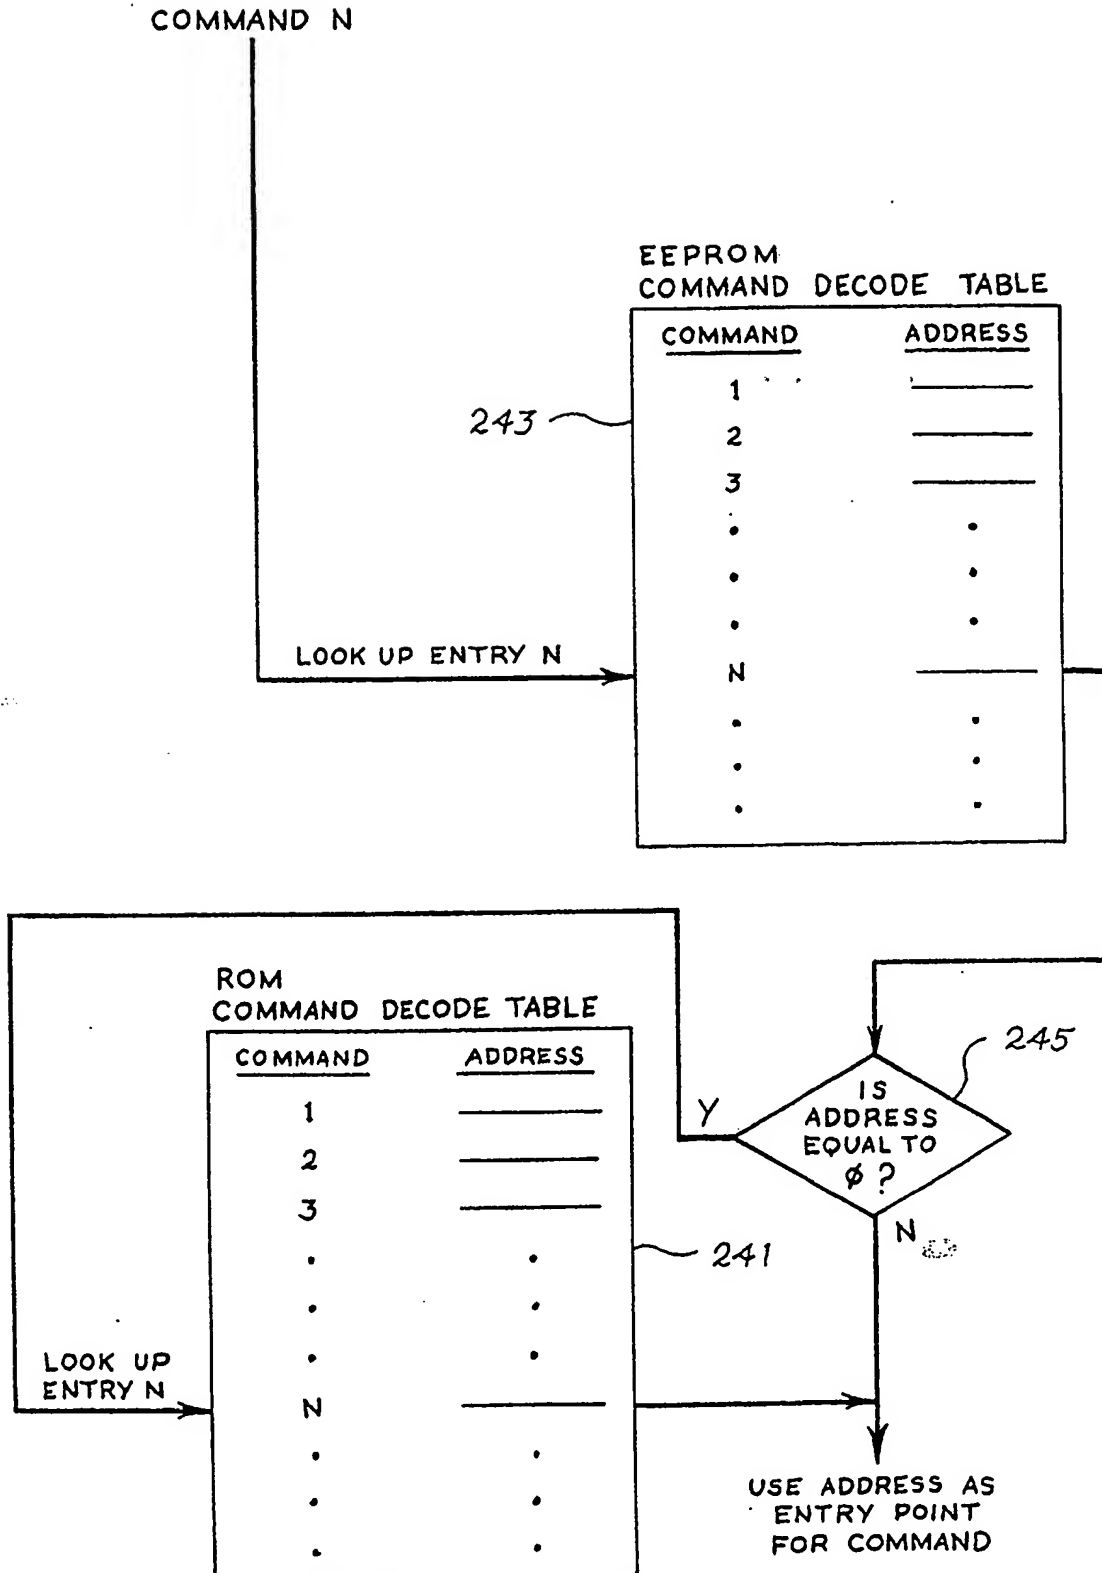 COMMAND N
EEPROM
COMMAND DECODE TABLE
COMMAND ADDRESS
1
2
3
N
243
LOOK UP ENTRY N
ROM
COMMAND DECODE TABLE
COMMAND ADDRESS
1
2
3
N
241
LOOK UP
ENTRY N
245
IS
ADDRESS
EQUAL TO
ø ?
Y
N
USE ADDRESS AS
ENTRY POINT
FOR COMMAND